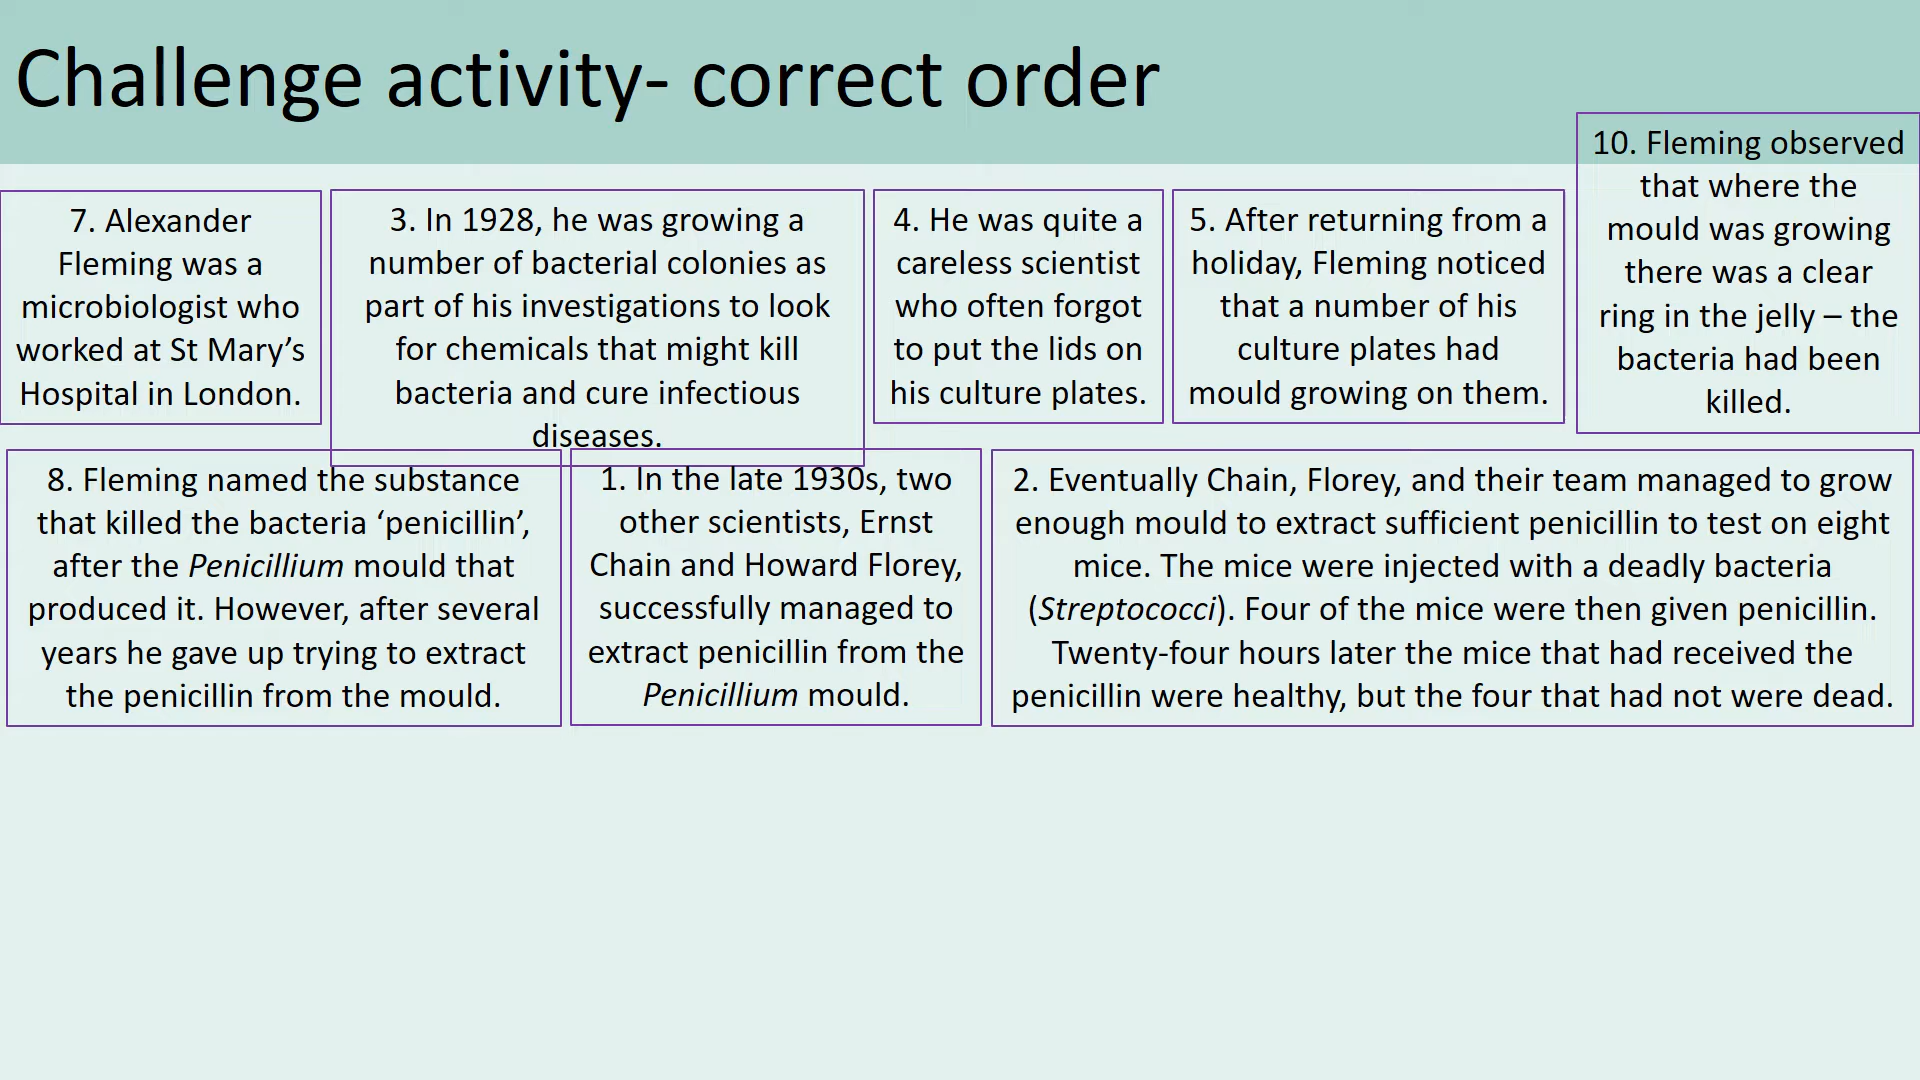 Challenge activity- correct order
7. Alexander
Fleming was a
microbiologist who
worked at St Mary’s
Hospital in London.
3. In 1928, he was growing a
number of bacterial colonies as
part of his investigations to look
for chemicals that might kill
bacteria and cure infectious
diseases.
4. He was quite a
careless scientist
who often forgot
to put the lids on
his culture plates.
5. After returning from a
holiday, Fleming noticed
that a number of his
culture plates had
mould growing on them.
10. Fleming observed
that where the
mould was growing
there was a clear
ring in the jelly – the
bacteria had been
killed.
8. Fleming named the substance
that killed the bacteria ‘penicillin’,
after the Penicillium mould that
produced it. However, after several
years he gave up trying to extract
the penicillin from the mould.
1. In the late 1930s, two
other scientists, Ernst
Chain and Howard Florey,
successfully managed to
extract penicillin from the
Penicillium mould.
2. Eventually Chain, Florey, and their team managed to grow
enough mould to extract sufficient penicillin to test on eight
mice. The mice were injected with a deadly bacteria
(Streptococci). Four of the mice were then given penicillin.
Twenty-four hours later the mice that had received the
penicillin were healthy, but the four that had not were dead.